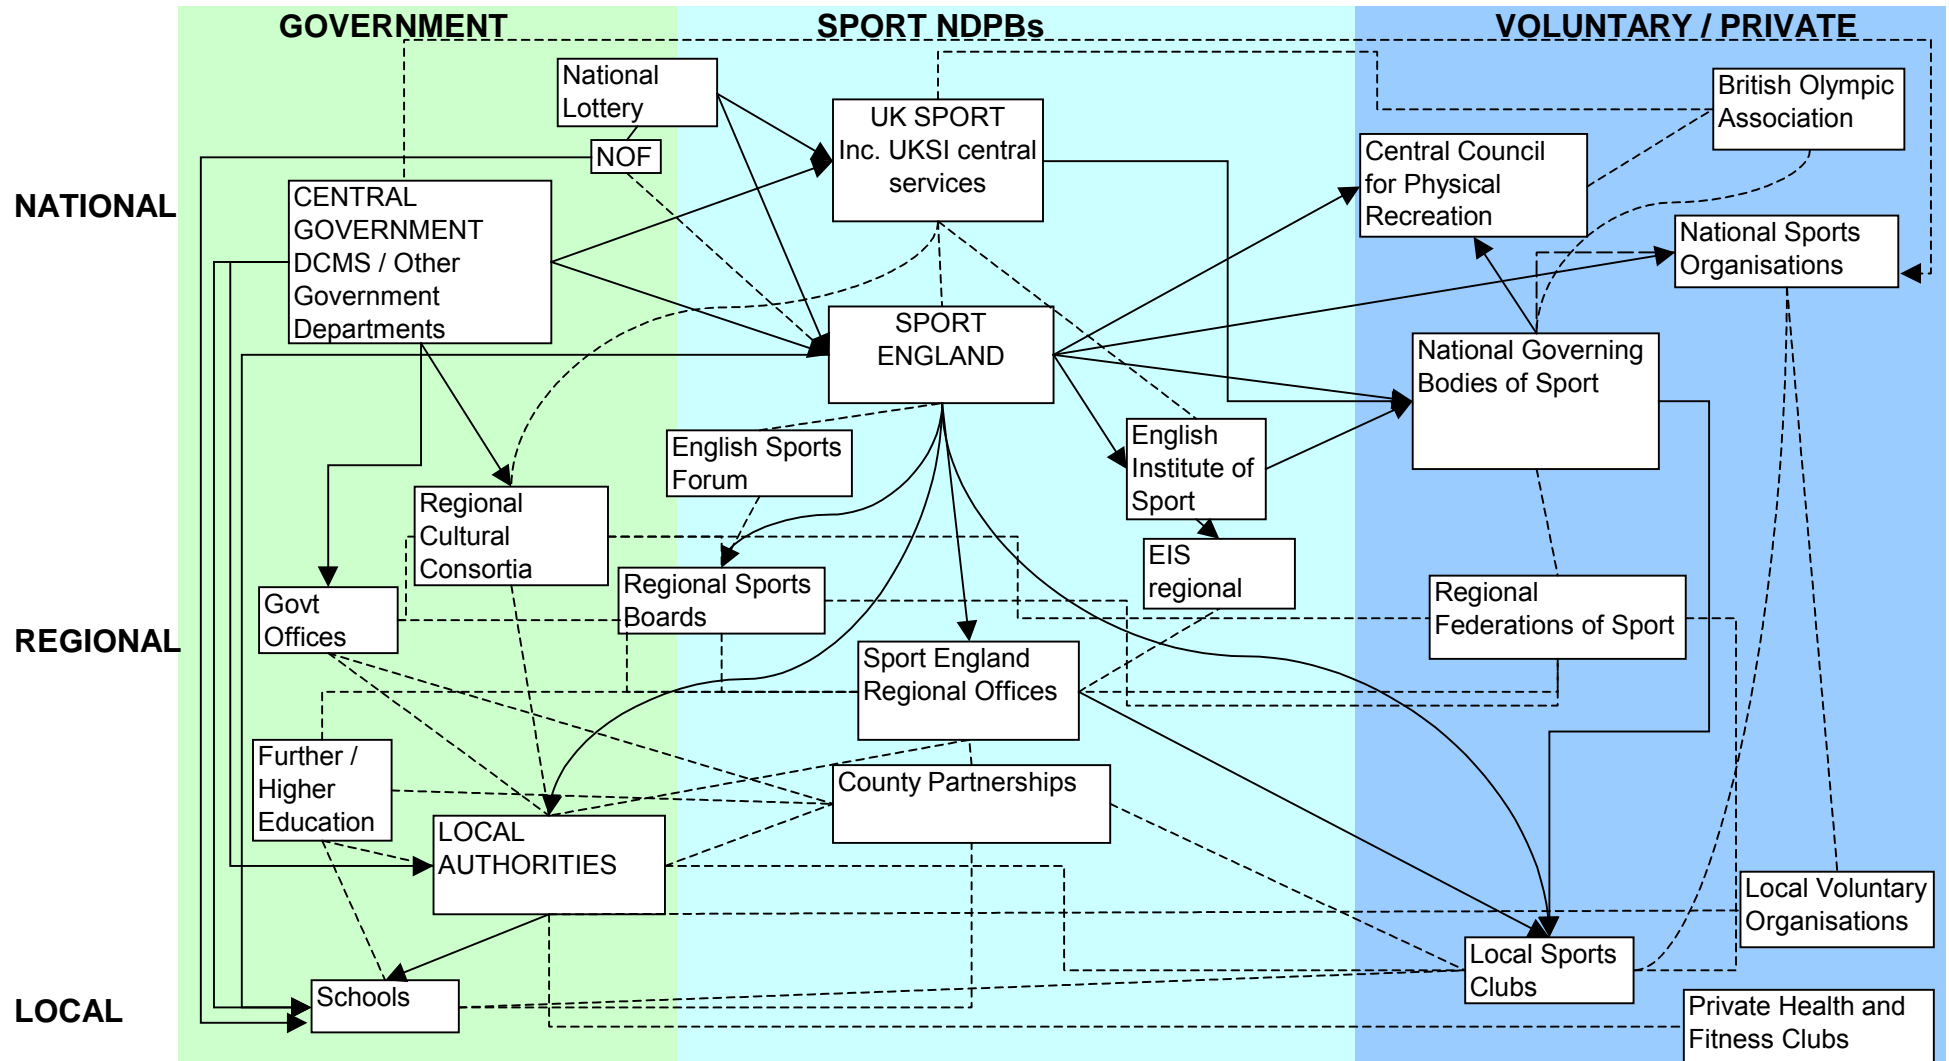 GOVERNMENT
SPORT NDPBs
VOLUNTARY / PRIVATE
NATIONAL
REGIONAL
LOCAL
National
Lottery
NOF
CENTRAL
GOVERNMENT
DCMS / Other
Government
Departments
UK SPORT
Inc. UKSI central
services
British Olympic
Association
Central Council
for Physical
Recreation
National Sports
Organisations
SPORT
ENGLAND
National Governing
Bodies of Sport
English Sports
Forum
English
Institute of
Sport
Regional
Cultural
Consortia
EIS
regional
Govt
Offices
Regional Sports
Boards
Regional
Federations of Sport
Sport England
Regional Offices
Further /
Higher
Education
County Partnerships
LOCAL
AUTHORITIES
Local Voluntary
Organisations
Local Sports
Clubs
Schools
Private Health and
Fitness Clubs